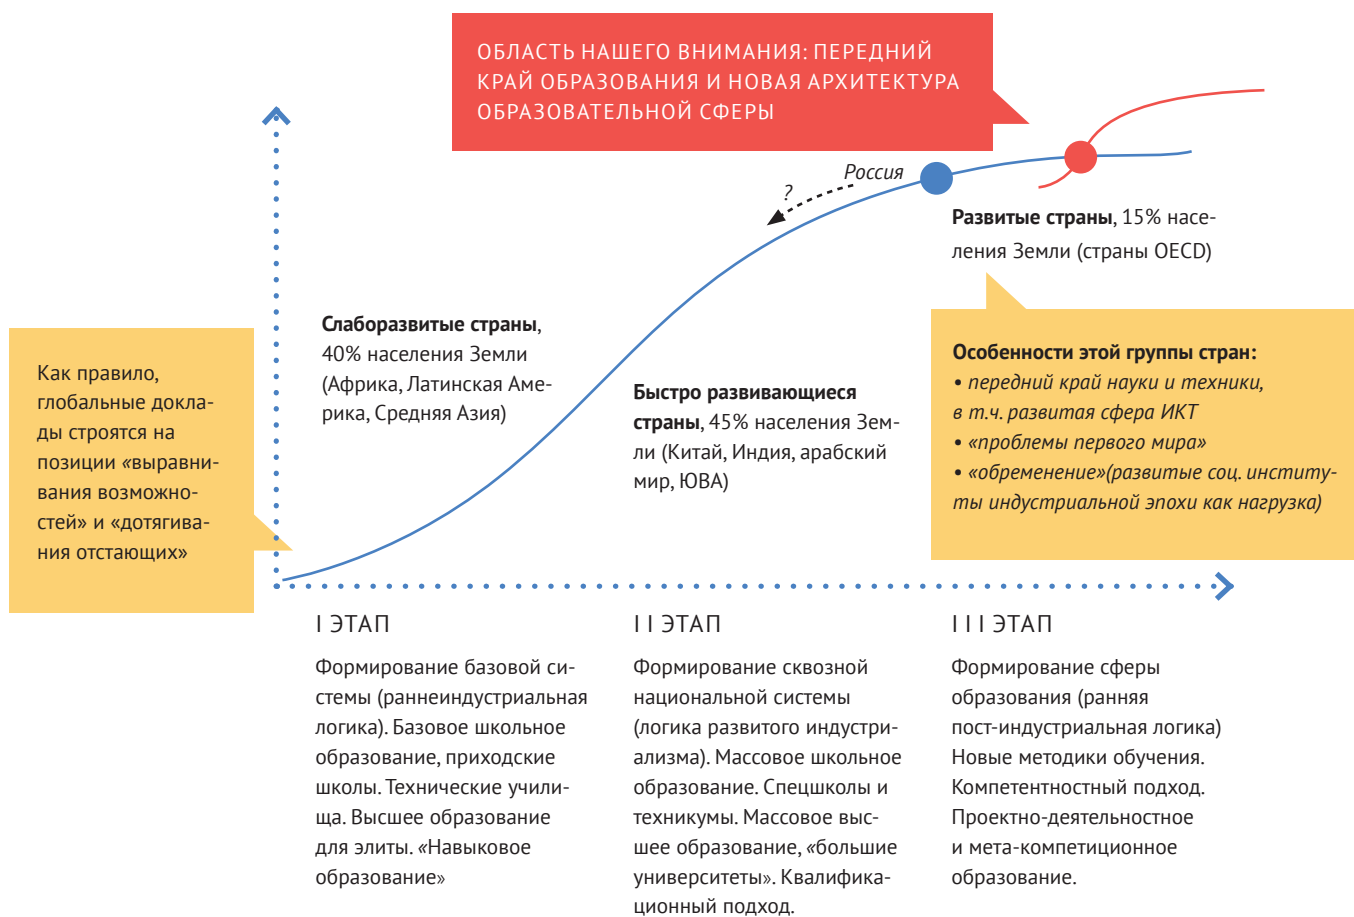 ОБЛАСТЬ НАШЕГО ВНИМАНИЯ: ПЕРЕДНИЙ
КРАЙ ОБРАЗОВАНИЯ И НОВАЯ АРХИТЕКТУРА
ОБРАЗОВАТЕЛЬНОЙ СФЕРЫ
Россия
?
Развитые страны, 15% насе-
ления Земли (страны OECD)
Слаборазвитые страны,
40% населения Земли
(Африка, Латинская Аме-
рика, Средняя Азия)
Быстро развивающиеся
страны, 45% населения Зем-
ли (Китай, Индия, арабский
мир, ЮВА)
Особенности этой группы стран:
• передний край науки и техники,
в т.ч. развитая сфера ИКТ
• «проблемы первого мира»
• «обременение»(развитые соц. институ-
ты индустриальной эпохи как нагрузка)
Как правило,
глобальные докла-
ды строятся на
позиции «выравни-
вания возможно-
стей» и «дотягива-
ния отстающих»
I ЭТАП
Формирование базовой си-
стемы (раннеиндустриальная
логика). Базовое школьное
образование, приходские
школы. Технические учили-
ща. Высшее образование
для элиты. «Навыковое
образование»
II ЭТАП
Формирование сквозной
национальной системы
(логика развитого индустри-
ализма). Массовое школьное
образование. Спецшколы и
техникумы. Массовое выс-
шее образование, «большие
университеты». Квалифика-
ционный подход.
III ЭТАП
Формирование сферы
образования (ранняя
пост-индустриальная логика)
Новые методики обучения.
Компетентностный подход.
Проектно-деятельностное
и мета-компетиционное
образование.